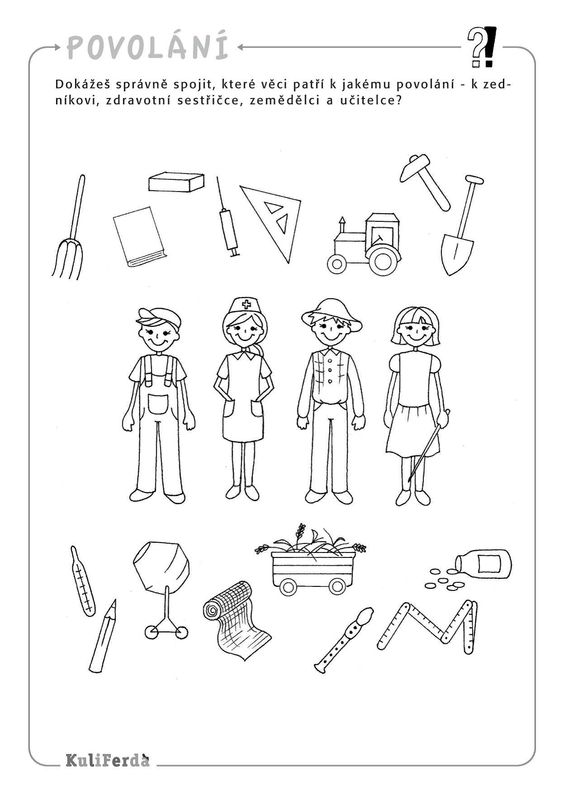 POVOLÁNÍ
?!
Dokážeš správně spojit, které věci patří k jakému povolání - k zed-
níkovi, zdravotní sestřičce, zemědělci a učitelce?
KuliFerda